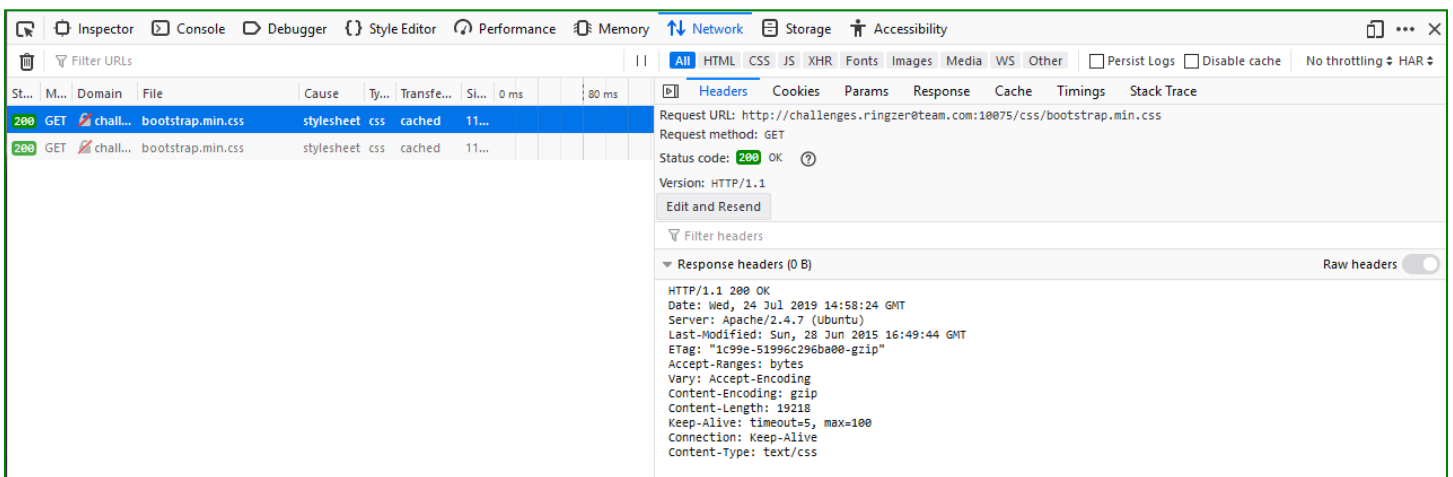 Inspector Console Debugger {} Style Editor Performance Memory Network Storage Accessibility
Filter URLs All HTML CSS JS XHR Fonts Images Media WS Other Persist Logs Disable cache No throttling HAR
St... M... Domain File Cause Ty... Transfe... Si... 0 ms 80 ms Headers Cookies Params Response Cache Timings Stack Trace
200 GET chall... bootstrap.min.css stylesheet css cached 11...
200 GET chall... bootstrap.min.css stylesheet css cached 11...
Request URL: http://challenges.ringzer0team.com:10075/css/bootstrap.min.css
Request method: GET
Status code: 200 OK ?
Version: HTTP/1.1
Edit and Resend
Filter headers
Response headers (0 B) Raw headers
HTTP/1.1 200 OK
Date: Wed, 24 Jul 2019 14:58:24 GMT
Server: Apache/2.4.7 (Ubuntu)
Last-Modified: Sun, 28 Jun 2015 16:49:44 GMT
ETag: "1c99e-51996c296ba00-gzip"
Accept-Ranges: bytes
Vary: Accept-Encoding
Content-Encoding: gzip
Content-Length: 19218
Keep-Alive: timeout=5, max=100
Connection: Keep-Alive
Content-Type: text/css